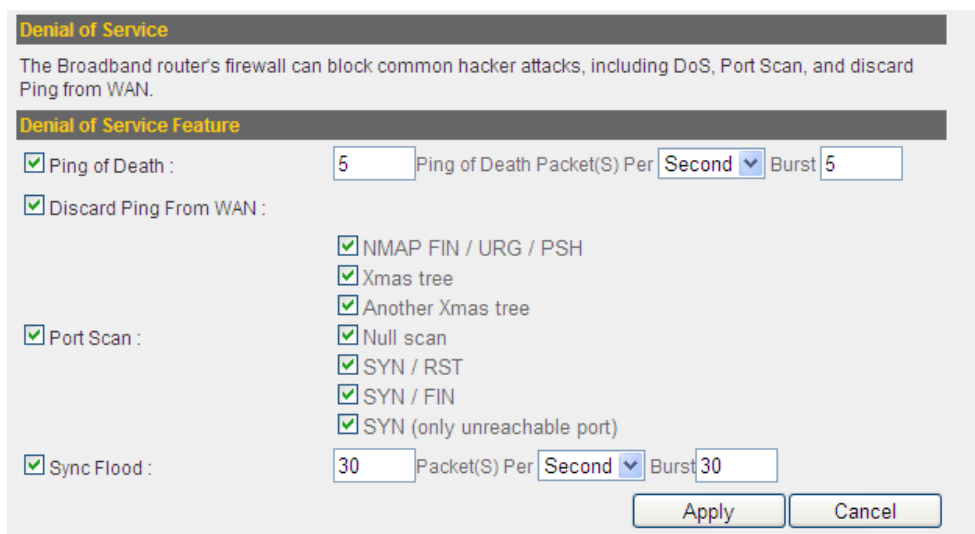 Denial of Service
The Broadband router's firewall can block common hacker attacks, including DoS, Port Scan, and discard
Ping from WAN.
Denial of Service Feature
Ping of Death : 5 Ping of Death Packet(S) Per Second Burst 5
Discard Ping From WAN :
NMAP FIN / URG / PSH
Xmas tree
Another Xmas tree
Port Scan : Null scan
SYN / RST
SYN / FIN
SYN (only unreachable port)
Sync Flood : 30 Packet(S) Per Second Burst 30
Apply Cancel